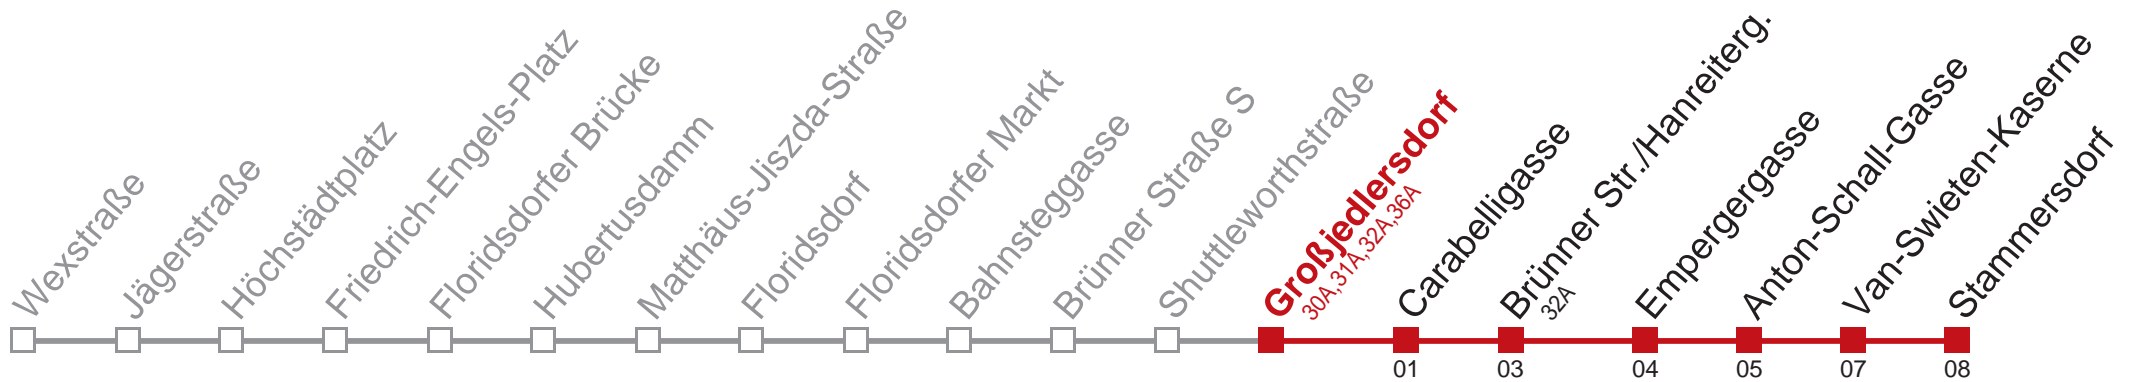 Wexstraße
Jägerstraße
Höchstädtplatz
Friedrich-Engels-Platz
Floridsdorfer Brücke
Hubertusdamm
Matthäus-Jiszda-Straße
Floridsdorf
Floridsdorfer Markt
Bahnsteggasse
Brünner Straße S
Shuttleworthstraße
Großjedlersdorf
30A,31A,32A,36A
Carabelligasse
Brünner Str./Hanreiterg.
32A
Empergergasse
Anton-Schall-Gasse
Van-Swieten-Kaserne
Stammersdorf
01
03
04
05
07
08